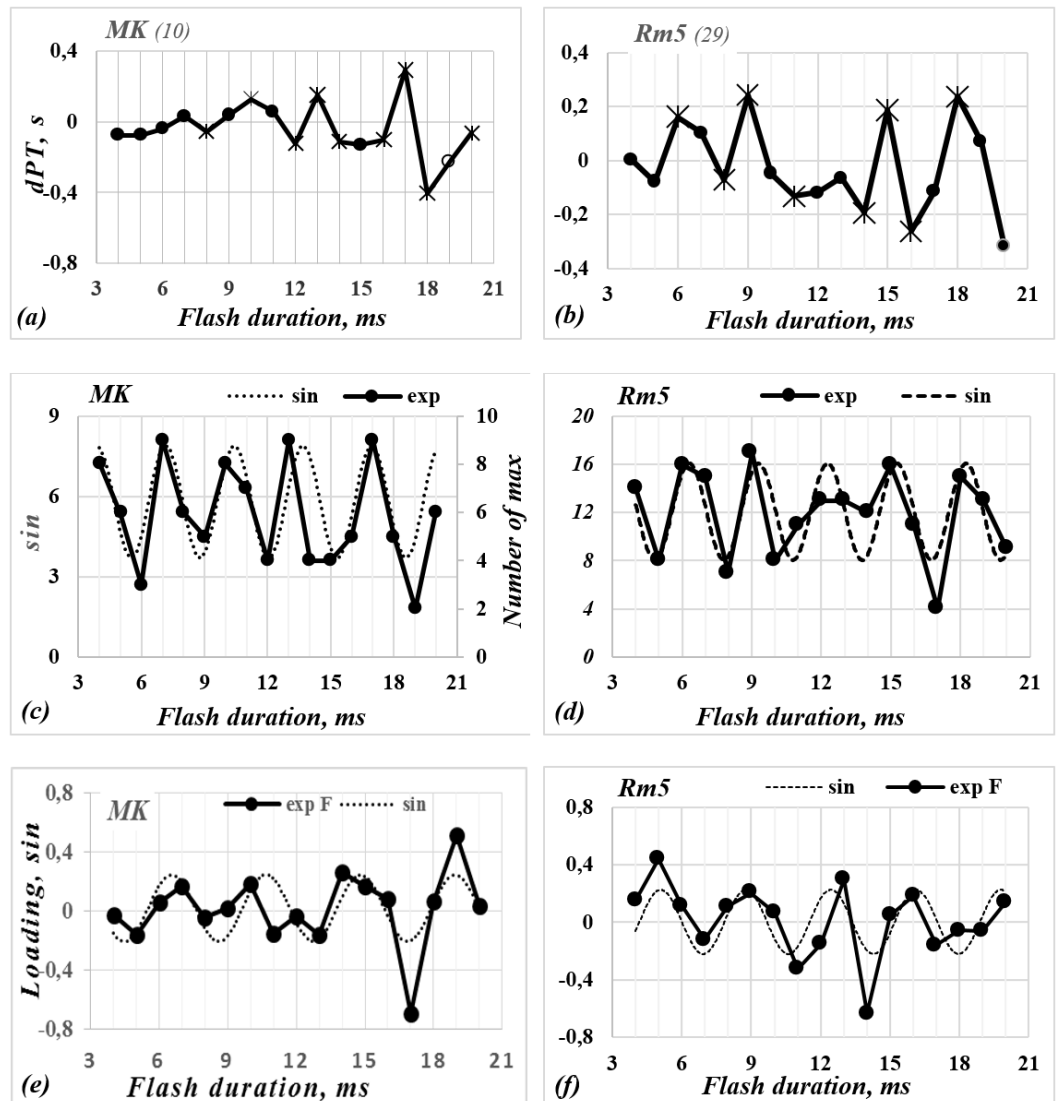 MK (10)
0,4
0
-0,4
-0,8
dPT, s
3 6 9 12 15 18 21
(a) Flash duration, ms
Rm5 (29)
0,4
0,2
0
-0,2
-0,4
3 6 9 12 15 18 21
(b) Flash duration, ms
MK sin exp
9
6
3
0
sin
10
8
6
4
2
0
Number of max
3 6 9 12 15 18 21
(c) Flash duration, ms
Rm5 exp sin
20
16
12
8
4
0
3 6 9 12 15 18 21
(d) Flash duration, ms
MK exp F sin
0,8
0,4
0
-0,4
-0,8
Loading, sin
3 6 9 13 15 18 21
(e) Flash duration, ms
Rm5 sin exp F
0,8
0,4
0
-0,4
-0,8
3 6 9 12 15 18 21
(f) Flash duration, ms